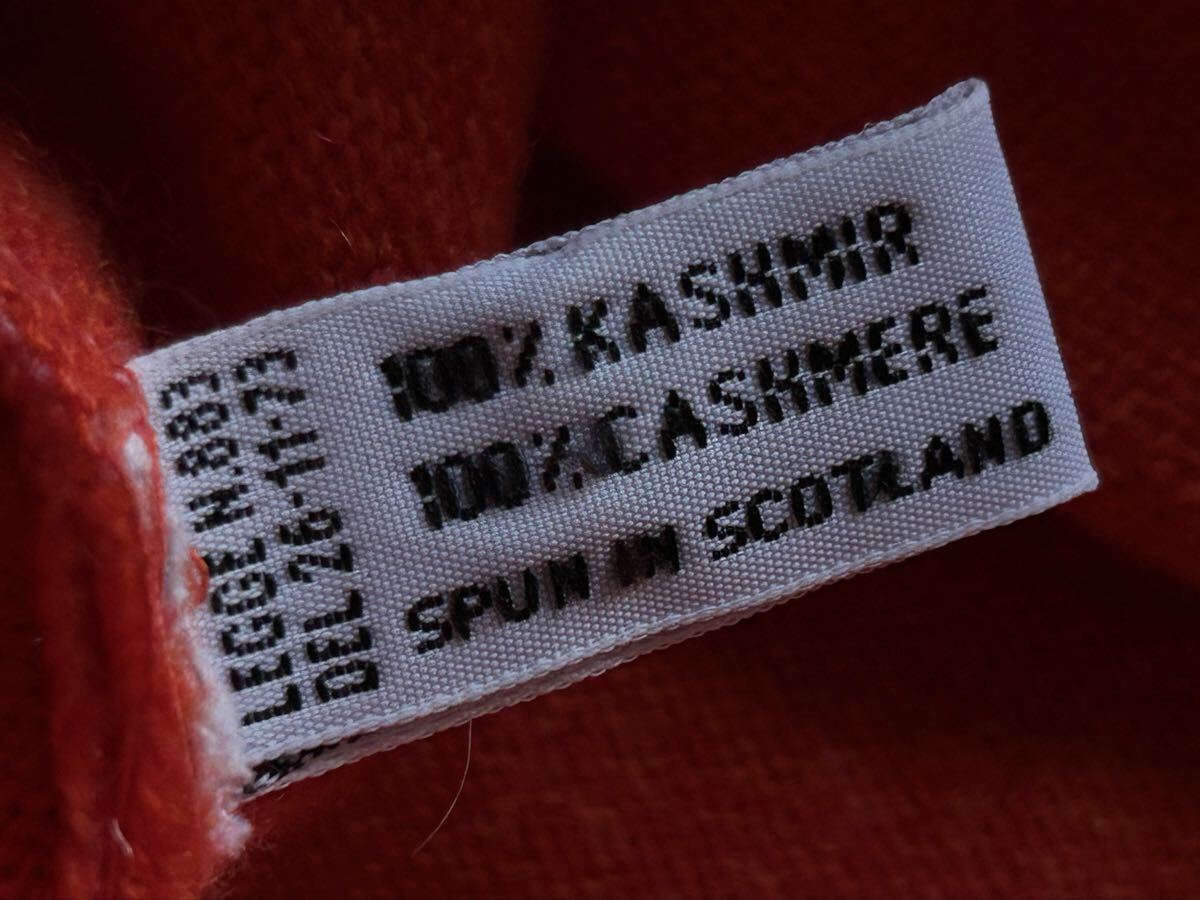 100% KASHMIR
100% CASHMERE
SPUN IN SCOTLAND
LEGGE N.883
DEL 26-11-73